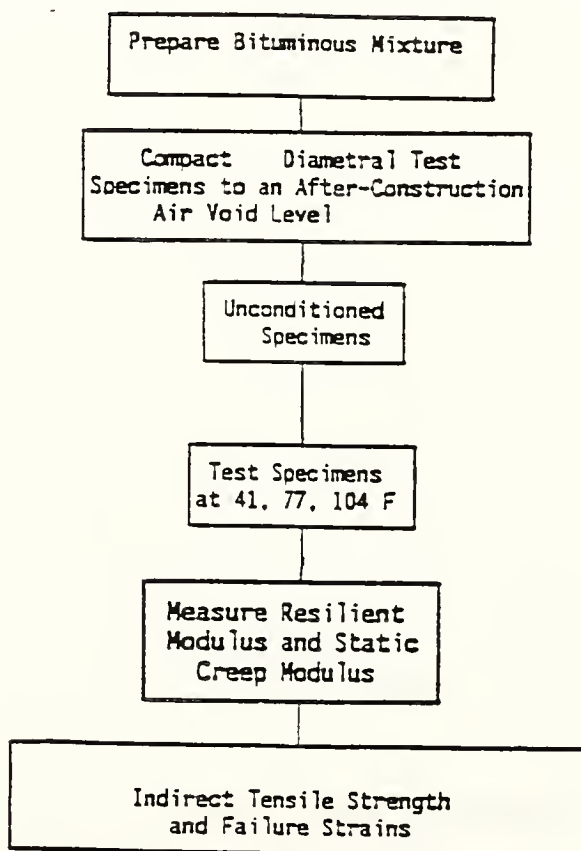 Prepare Bituminous Mixture
Compact Diametral Test
Specimens to an After-Construction
Air Void Level
Unconditioned
Specimens
Test Specimens
at 41, 77, 104 F
Measure Resilient
Modulus and Static
Creep Modulus
Indirect Tensile Strength
and Failure Strains